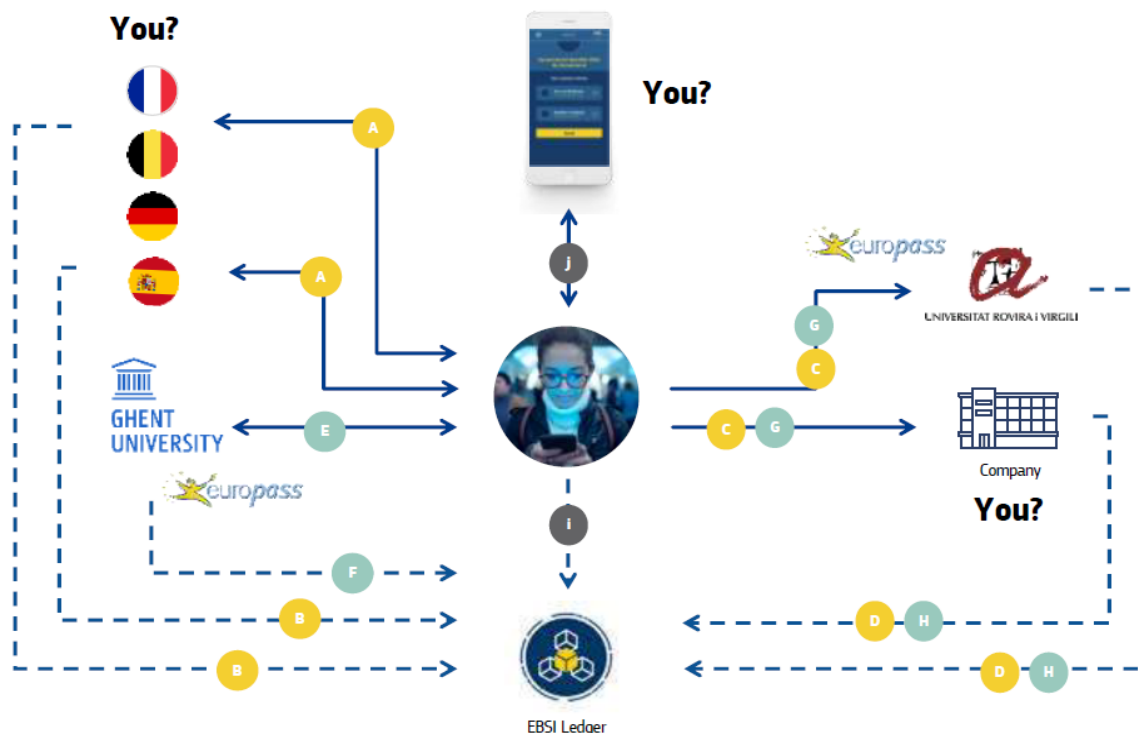 You?
You?
A
j
europass
A
UNIVERSITAT ROVIRA i VIRGILI
G
C
GHENT
UNIVERSITY
E
C
G
Company
europass
You?
i
F
B
D
H
B
D
H
EBSI Ledger